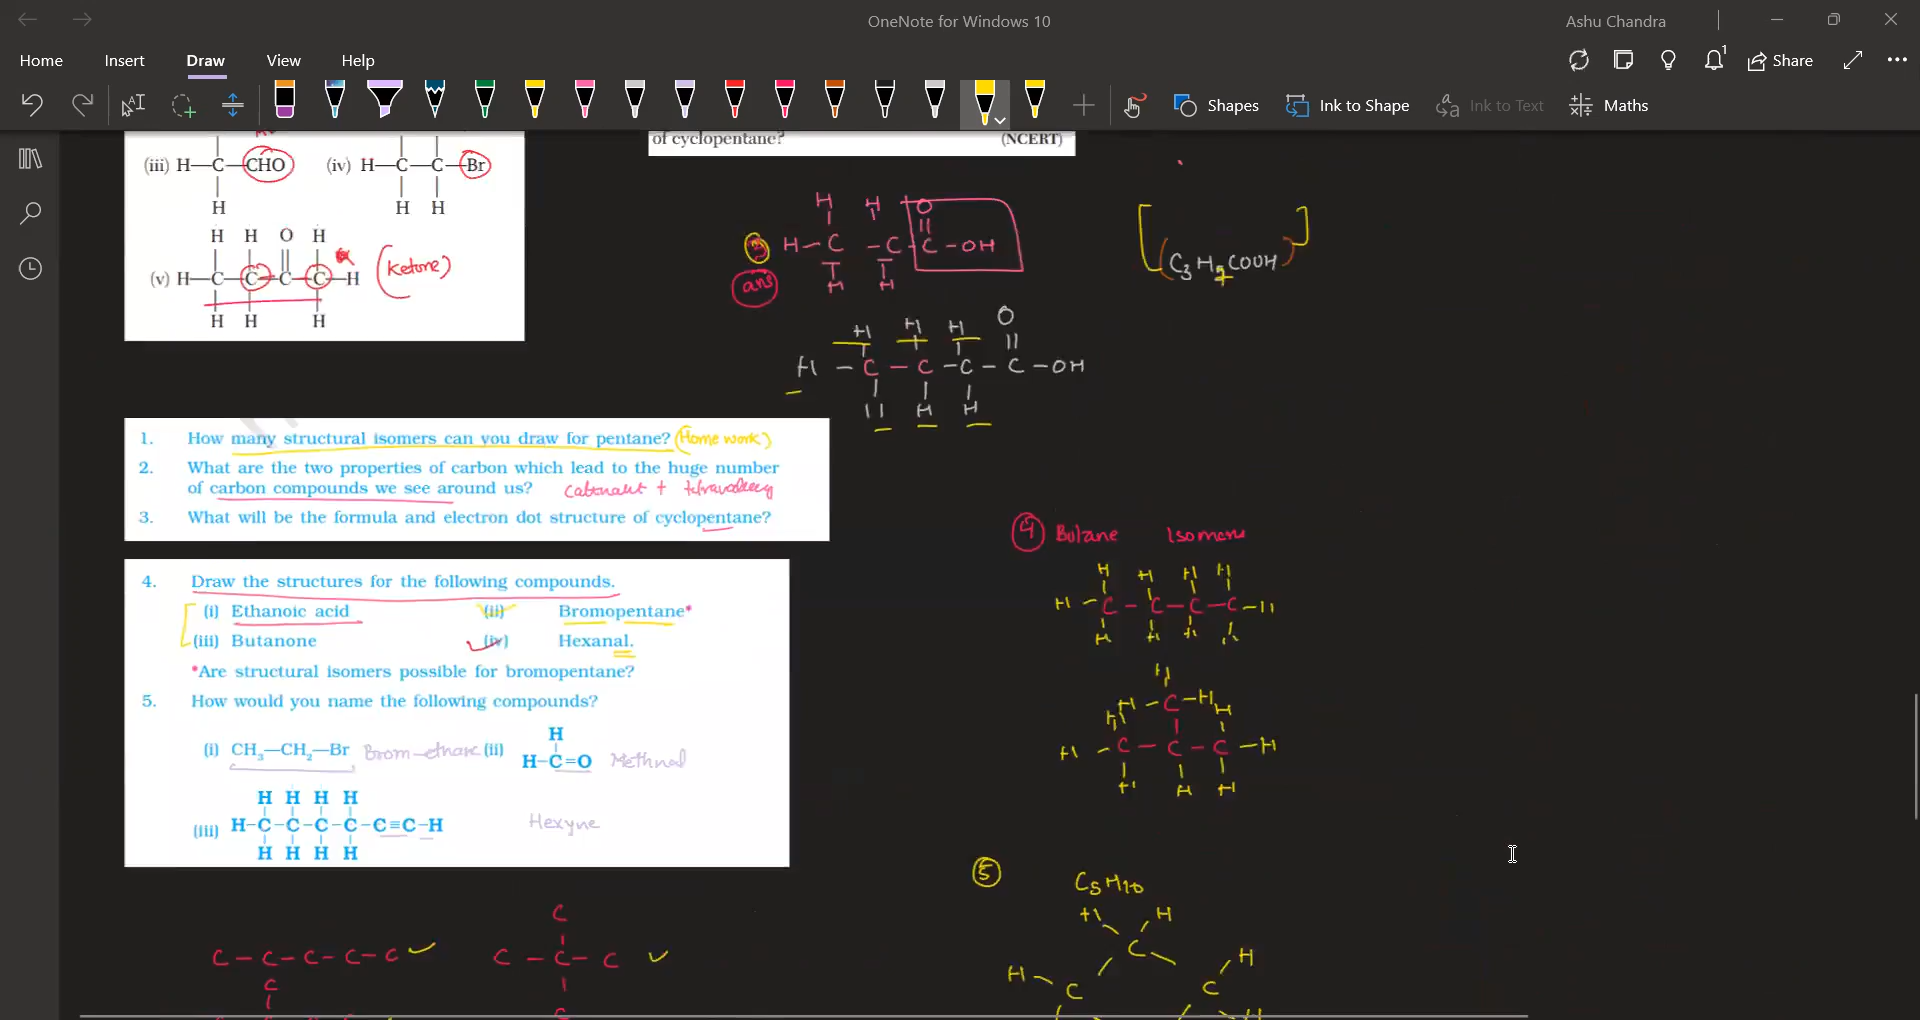 OneNote for Windows 10
Ashu Chandra
Home Insert Draw View Help
1
Share
Shapes Ink to Shape Ink to Text Maths
of cyclopentane? (NCERT)
(iii) H—C—CHO (iv) H—C—C—Br
H H H
H H O H
(v) H—C—C—C—C—H (ketone)
H H H
3
ans
H H O
H—C—C—C—OH
H H
(C3H7COOH)
H H H O
H—C—C—C—C—OH
H H
1. How many structural isomers can you draw for pentane? (Home work)
2. What are the two properties of carbon which lead to the huge number
of carbon compounds we see around us?
3. What will be the formula and electron dot structure of cyclopentane?
4. Draw the structures for the following compounds.
(i) Ethanoic acid (ii) Bromopentane*
(iii) Butanone (iv) Hexanal.
*Are structural isomers possible for bromopentane?
5. How would you name the following compounds?
(i) CH3—CH2—Br Brom-ethane (ii) H
H–C=O Methnal
H H H H
(iii) H–C–C–C–C–C≡C–H Hexyne
H H H H
4 Butane Isomers
H H H H
H–C–C–C–C–H
H H H H
H
H–C–H
H H
H–C–C–C–H
H H H
5 C5H10
H H
C
H C
C H
C–C–C–C–C
C
C
C–C–C
C